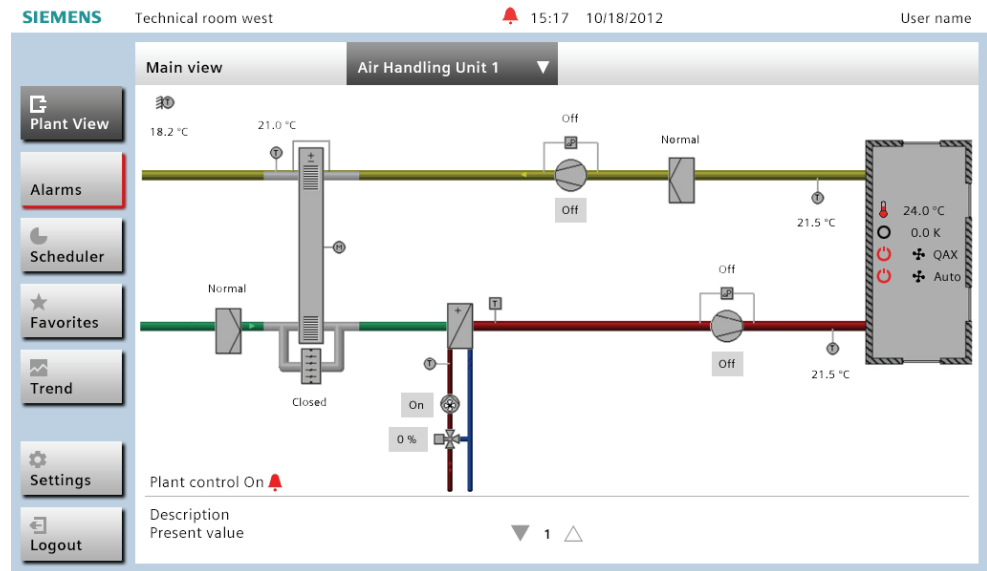 SIEMENS Technical room west 15:17 10/18/2012 User name
Main view Air Handling Unit 1
Plant View
Alarms
Scheduler
Favorites
Trend
Settings
Logout
T
18.2 °C
21.0 °C
Off
Normal
T
±
Off
T
21.5 °C
24.0 °C
0.0 K
QAX
Auto
M
Normal
Off
T
+
T
Off
T
21.5 °C
Closed
On
0 %
Plant control On
Description
Present value
1